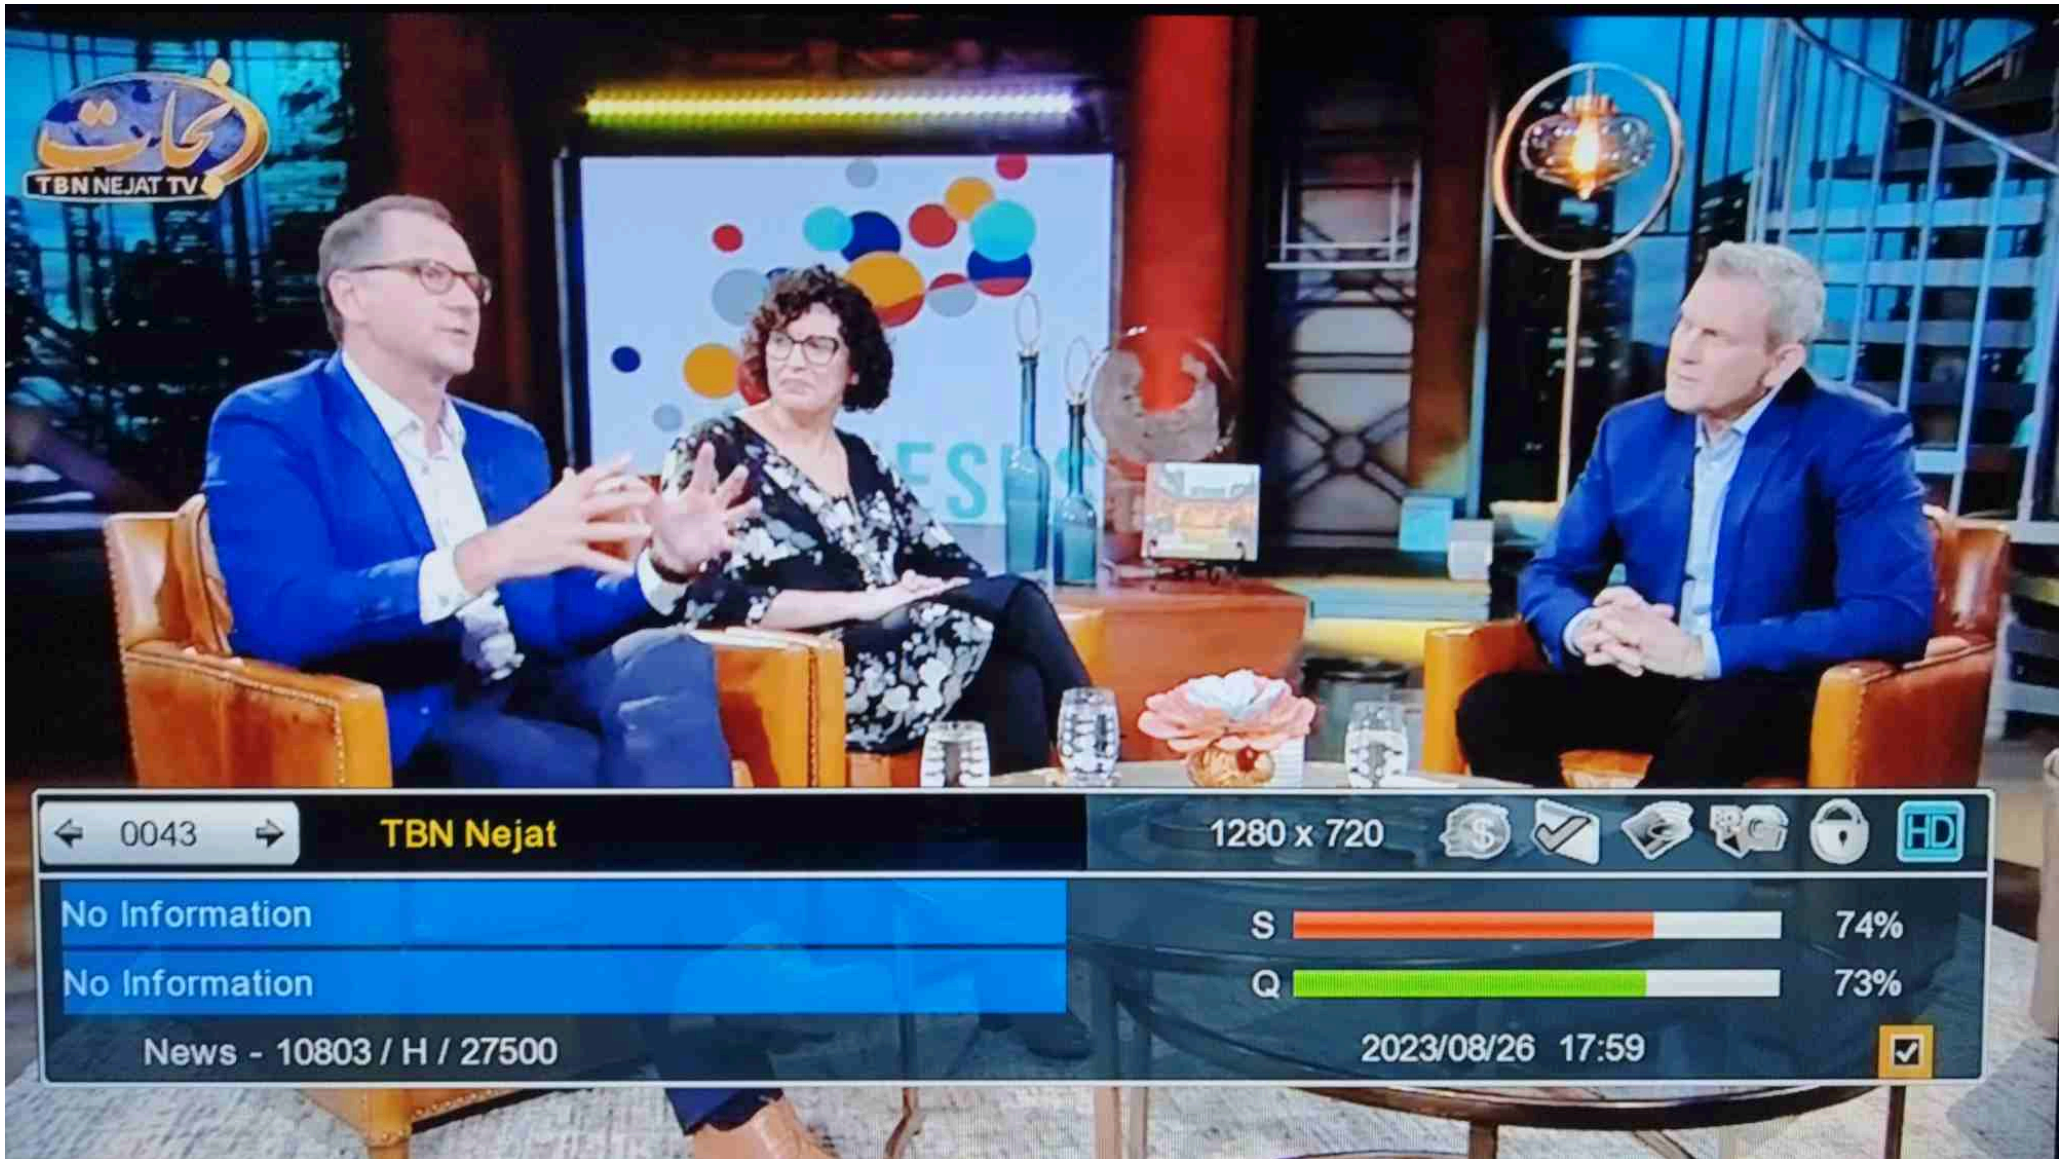 نجات
TBN NEJAT TV
ESUS
0043
TBN Nejat
1280 x 720
$
HD
No Information
S 74%
No Information
Q 73%
News - 10803 / H / 27500
2023/08/26 17:59